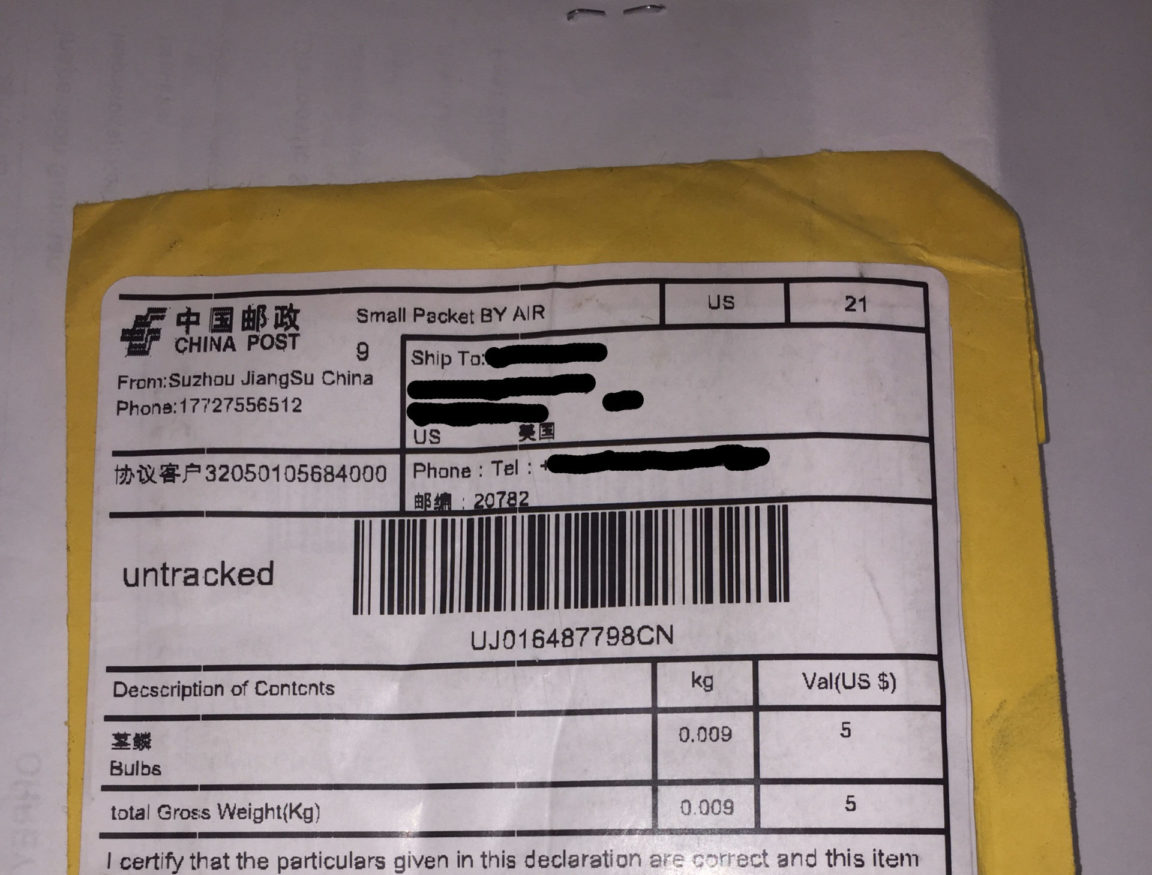 中国邮政
CHINA POST
Small Packet BY AIR
US
21
9
From:Suzhou JiangSu China
Phone:17727556512
Ship To:
US 美国
协议客户32050105684000
Phone : Tel : +
邮编 : 20782
untracked
UJ016487798CN
Decscription of Contcnts
kg
Val(US $)
茎鳞
Bulbs
0.009
5
total Gross Weight(Kg)
0.009
5
I certify that the particulars given in this declaration are correct and this item